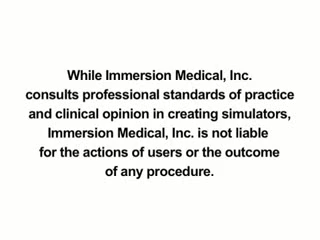 While Immersion Medical, Inc.
consults professional standards of practice
and clinical opinion in creating simulators,
Immersion Medical, Inc. is not liable
for the actions of users or the outcome
of any procedure.